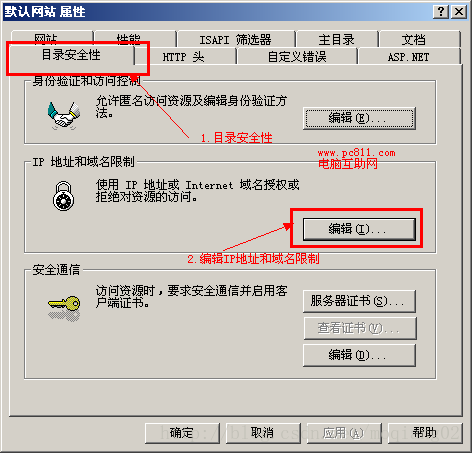 默认网站 属性
网站
性能
ISAPI 筛选器
主目录
文档
目录安全性
HTTP 头
自定义错误
ASP.NET
身份验证和访问控制
允许匿名访问资源及编辑身份验证方
法。
编辑(E)...
1.目录安全性
www.pc811.com
电脑互助网
IP 地址和域名限制
使用 IP 地址或 Internet 域名授权或
拒绝对资源的访问。
编辑(I)...
2.编辑IP地址和域名限制
安全通信
访问资源时，要求安全通信并启用客
户端证书。
服务器证书(S)...
查看证书(V)...
编辑(D)...
确定
取消
应用(A)
帮助